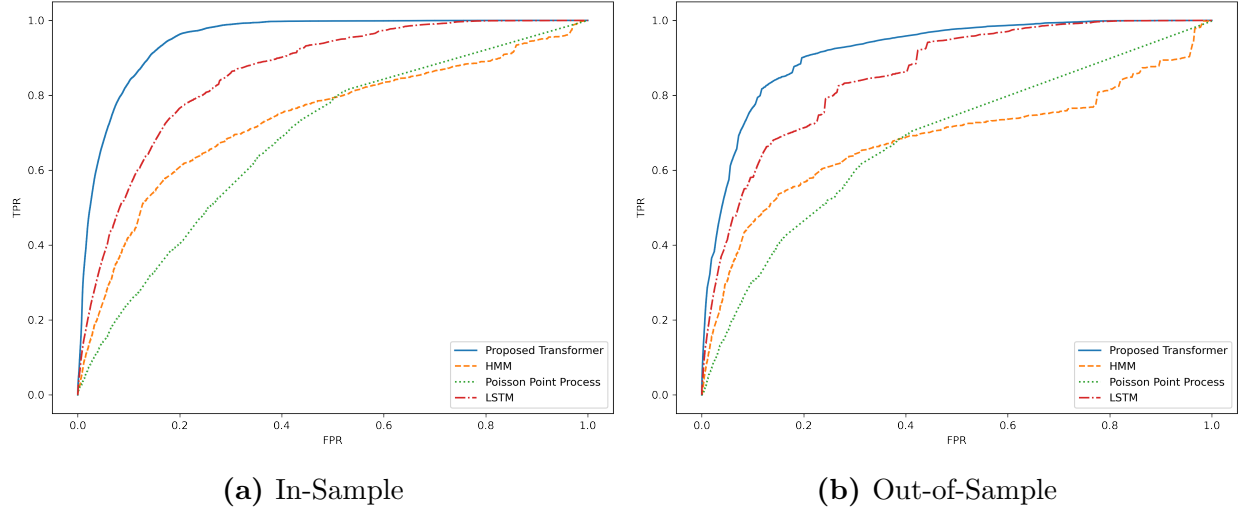 1.0
0.8
0.6
0.4
0.2
0.0
TPR
0.0 0.2 0.4 0.6 0.8 1.0
FPR
Proposed Transformer
HMM
Poisson Point Process
LSTM
(a) In-Sample
1.0
0.8
0.6
0.4
0.2
0.0
TPR
0.0 0.2 0.4 0.6 0.8 1.0
FPR
Proposed Transformer
HMM
Poisson Point Process
LSTM
(b) Out-of-Sample